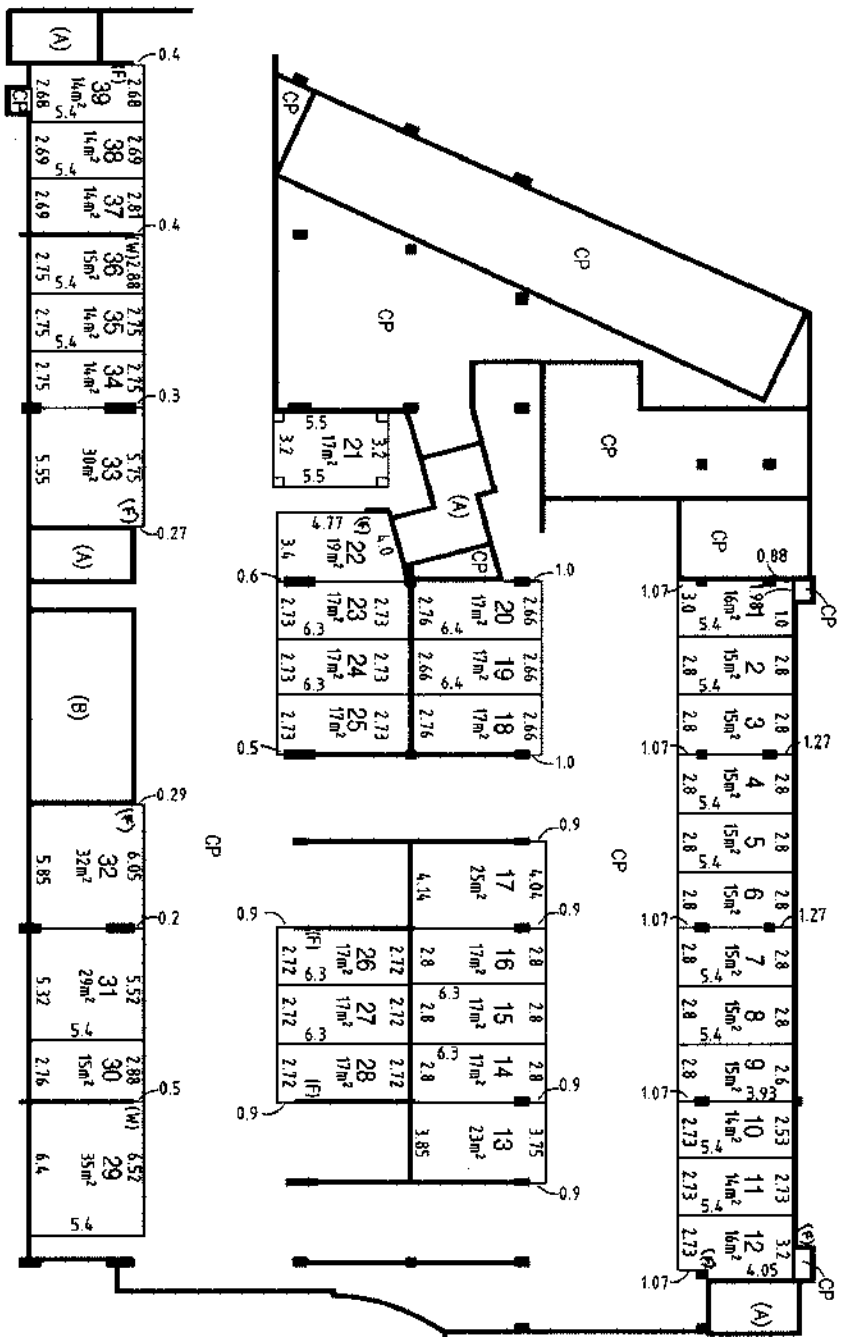 (A)
0.4
(F)
2.68
39
14m²
2.68
5.4
CP
2.69
38
14m²
2.69
5.4
2.81
37
14m²
2.69
0.4
(W)
2.88
36
15m²
2.75
5.4
2.75
35
14m²
2.75
5.4
2.75
34
14m²
2.75
0.3
5.75
33
30m²
5.55
(F)
0.27
(A)
(B)
0.29
(F)
6.05
32
32m²
5.85
0.2
5.52
31
29m²
5.32
5.4
2.88
30
15m²
2.76
0.5
(W)
6.52
29
35m²
6.4
5.4
CP
CP
CP
CP
5.5
3.2
21
17m²
3.2
5.5
(A)
CP
4.77
(F)
4.0
22
19m²
3.4
0.6
2.73
23
17m²
2.73
6.3
2.73
24
17m²
2.73
6.3
2.73
25
17m²
2.73
0.5
1.0
2.66
20
17m²
2.76
6.4
2.66
19
17m²
2.66
6.4
2.66
18
17m²
2.76
1.0
CP
CP
0.9
4.04
17
25m²
4.14
0.9
0.9
(F)
2.72
26
17m²
2.72
6.3
2.72
27
17m²
2.72
6.3
2.72
28
17m²
2.72
(F)
0.9
2.8
16
17m²
2.8
6.3
2.8
15
17m²
2.8
6.3
2.8
14
17m²
2.8
0.9
3.75
13
23m²
3.85
0.9
CP
0.88
CP
1.07
1.98
1.0
1
16m²
3.0
5.4
2.8
2
15m²
2.8
5.4
2.8
3
15m²
2.8
1.07
1.27
2.8
4
15m²
2.8
5.4
2.8
5
15m²
2.8
5.4
2.8
6
15m²
2.8
1.07
1.27
2.8
7
15m²
2.8
5.4
2.8
8
15m²
2.8
5.4
2.6
9
15m²
2.8
3.93
1.07
2.53
10
14m²
2.73
5.4
2.73
11
14m²
2.73
5.4
(F)
3.2
12
16m²
2.73
4.05
(F)
1.07
CP
(A)